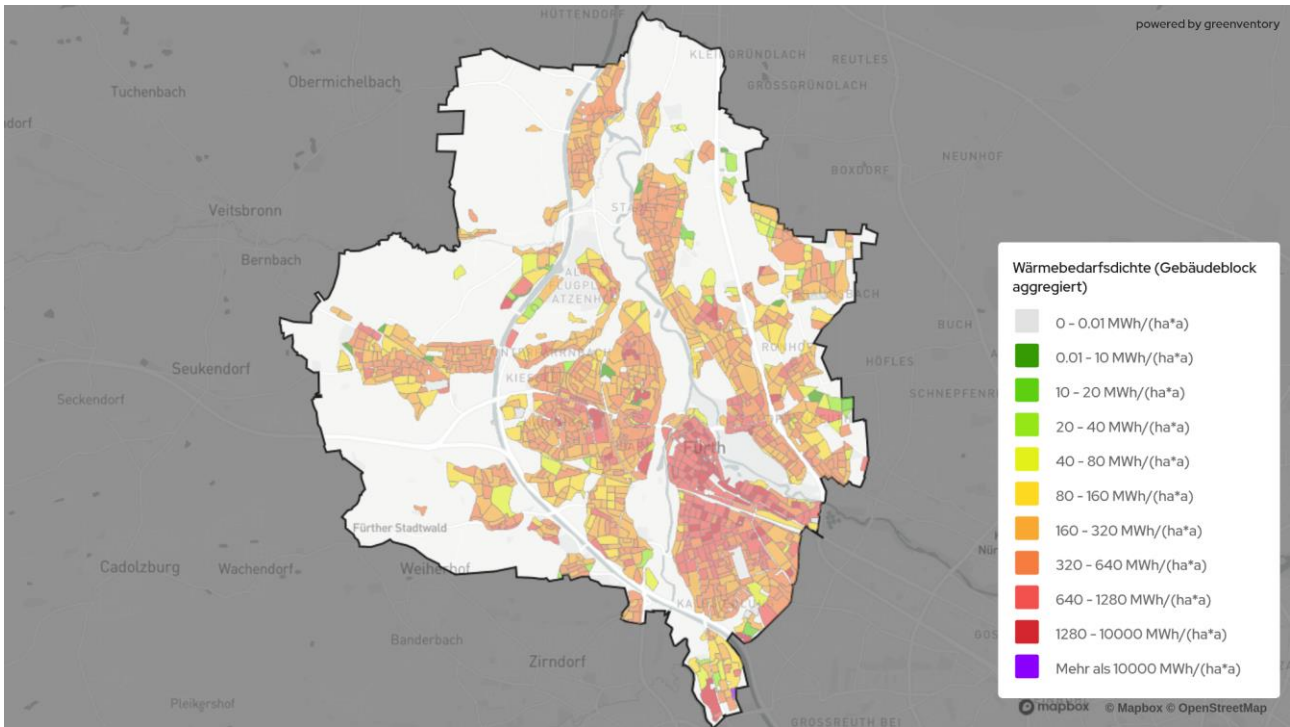 HÜTTENDORF
powered by greenventory
KLEINGRÜNDLACH
REUTLES
Obermichelbach
GROSSGRÜNDLACH
Tuchenbach
NEUNHOF
BOXDORF
Veitsbronn
Bernbach
Seukendorf
BUCH
HÖFLES
Seckendorf
Fürth
Further Stadtwald
Cadolzburg
Wachendorf
Weiherhof
Banderbach
Zirndorf
Pleikershof
GROSSREUTH BEI
Wärmebedarfsdichte (Gebäudeblock
aggregiert)
0 - 0.01 MWh/(ha*a)
0.01 - 10 MWh/(ha*a)
10 - 20 MWh/(ha*a)
20 - 40 MWh/(ha*a)
40 - 80 MWh/(ha*a)
80 - 160 MWh/(ha*a)
160 - 320 MWh/(ha*a)
320 - 640 MWh/(ha*a)
640 - 1280 MWh/(ha*a)
1280 - 10000 MWh/(ha*a)
Mehr als 10000 MWh/(ha*a)
mapbox © Mapbox © OpenStreetMap